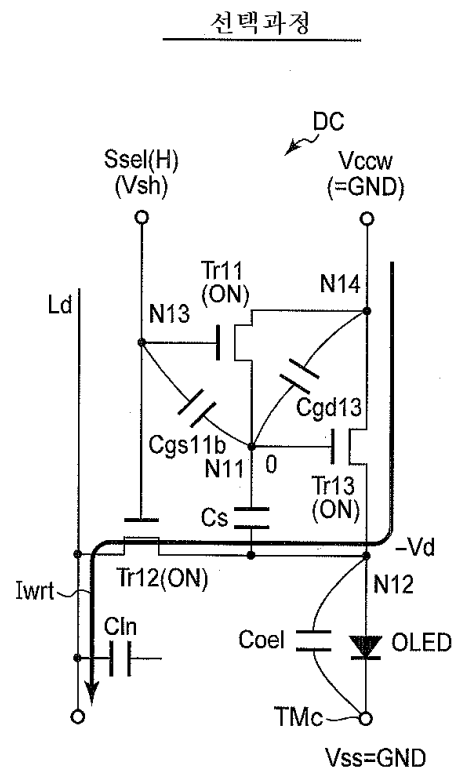 선택과정
DC
Ssel(H)
(Vsh)
Vccw
(=GND)
Tr11
(ON)
N14
Ld
N13
Cgd13
Cgs11b
N11
0
Tr13
(ON)
Cs
-Vd
Tr12(ON)
N12
Iwrt
Cln
Coel
OLED
TMc
Vss=GND